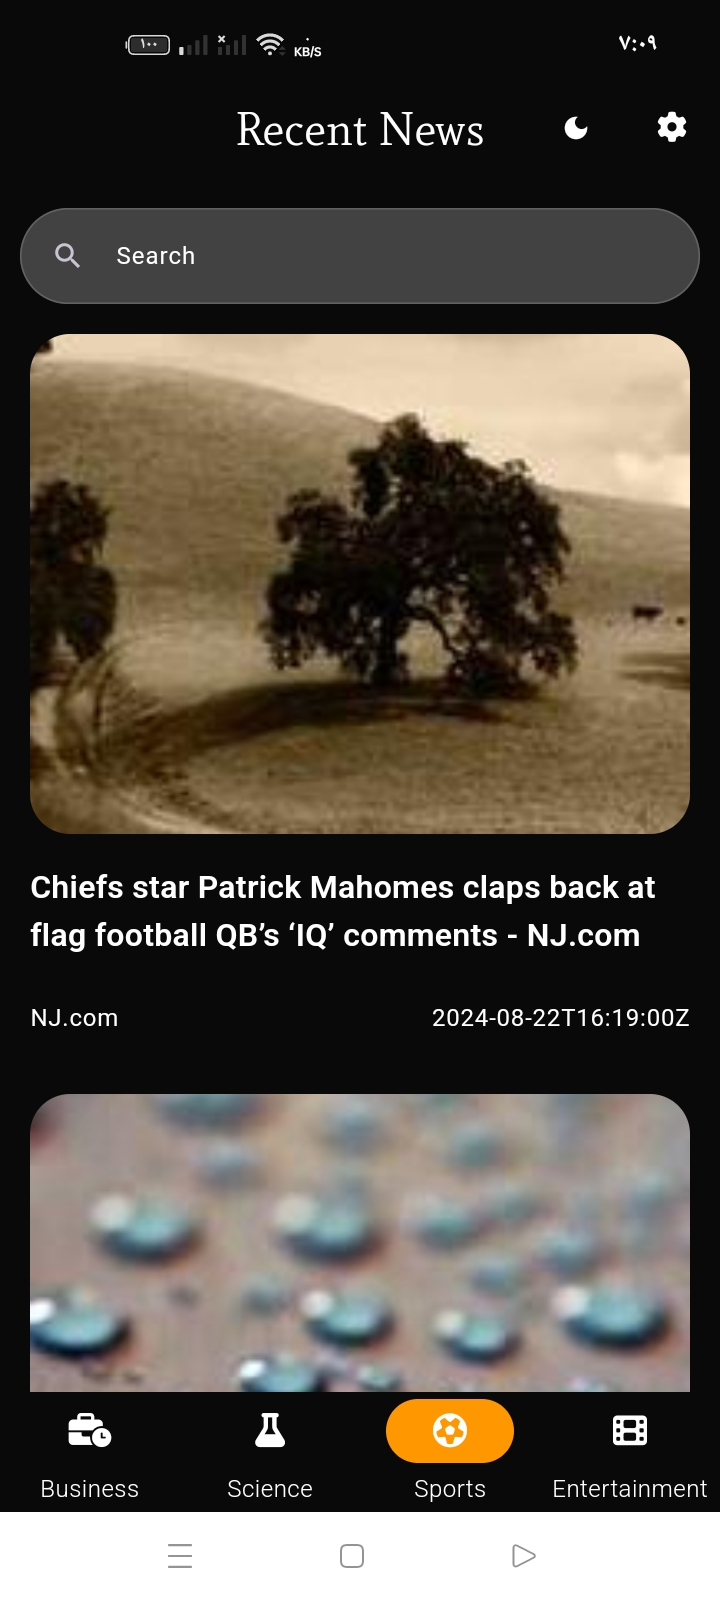 ١٠٠
KB/S
٧:٠٩
Recent News
Search
Chiefs star Patrick Mahomes claps back at
flag football QB’s ‘IQ’ comments - NJ.com
NJ.com
2024-08-22T16:19:00Z
Business
Science
Sports
Entertainment